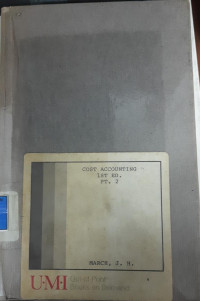 COST ACCOUNTING
1ST ED.
PT. 2
MARCH, J. H.
UMI